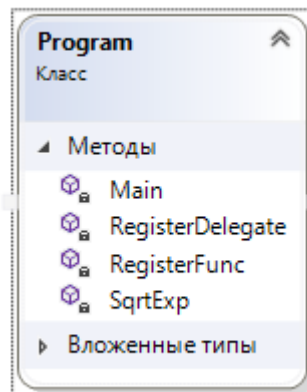 Program
Класс
Методы
Main
RegisterDelegate
RegisterFunc
SqrtExp
Вложенные типы